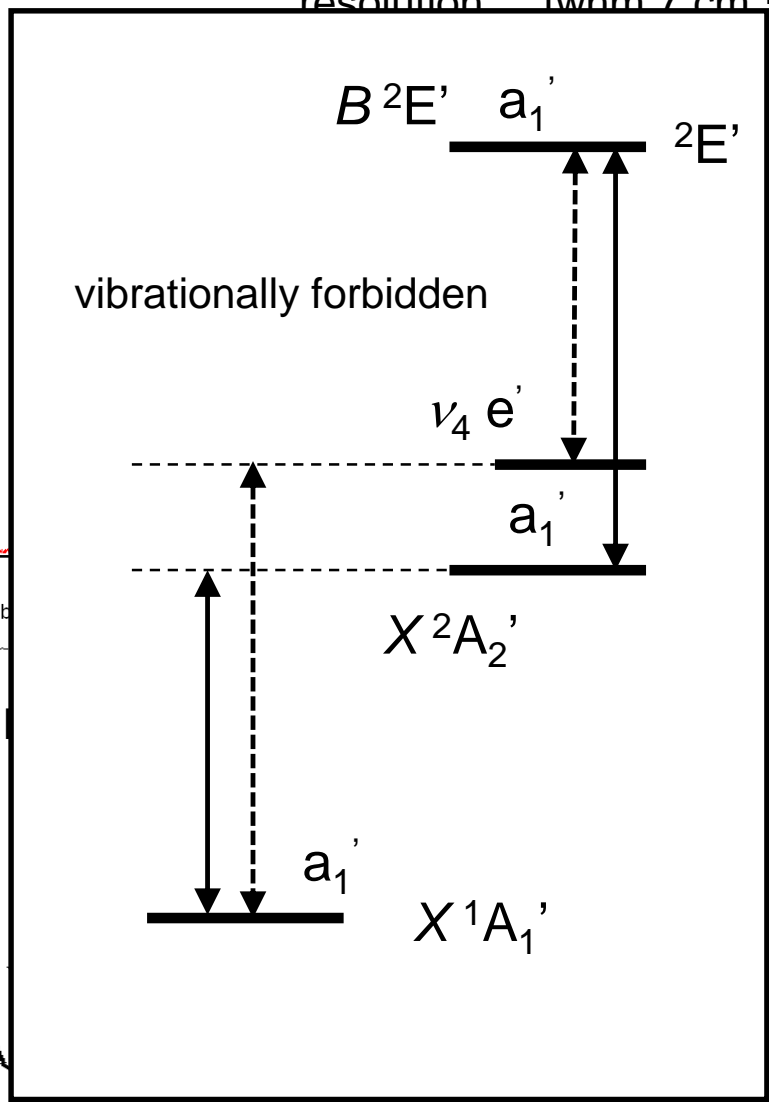 B ²E’ a₁’
²E’
vibrationally forbidden
ν₄ e’
a₁’
X ²A₂’
a₁’
X ¹A₁’